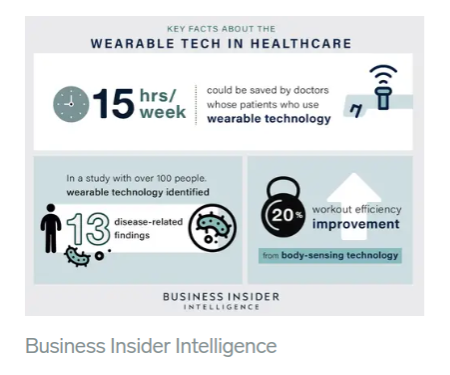 KEY FACTS ABOUT THE
WEARABLE TECH IN HEALTHCARE
15 hrs/
week
could be saved by doctors
whose patients who use
wearable technology
In a study with over 100 people.
wearable technology identified
13 disease-related
findings
20% workout efficiency
improvement
from body-sensing technology
BUSINESS INSIDER
INTELLIGENCE
Business Insider Intelligence